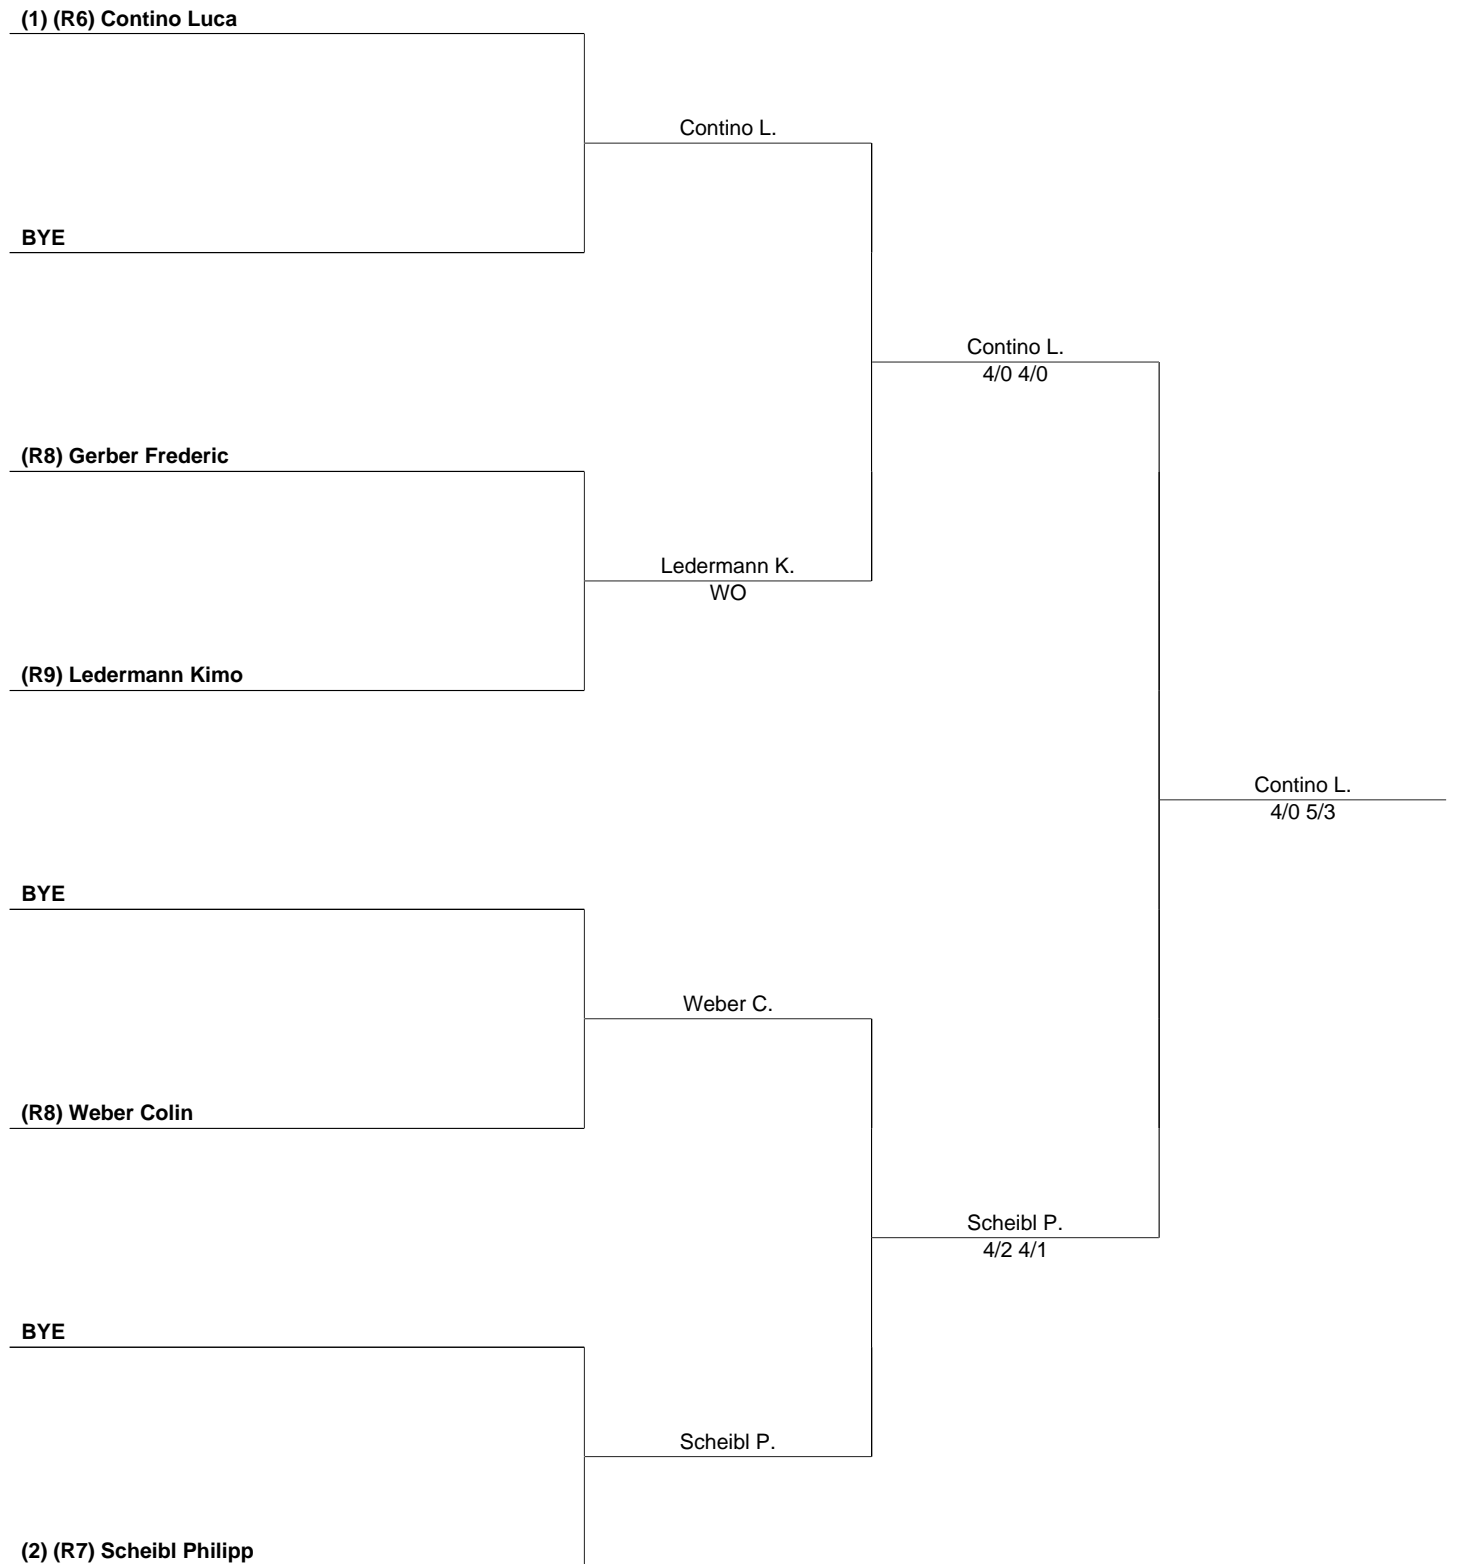 (1) (R6) Contino Luca
Contino L.
BYE
Contino L.
4/0 4/0
(R8) Gerber Frederic
Ledermann K.
WO
(R9) Ledermann Kimo
Contino L.
4/0 5/3
BYE
Weber C.
(R8) Weber Colin
Scheibl P.
4/2 4/1
BYE
Scheibl P.
(2) (R7) Scheibl Philipp